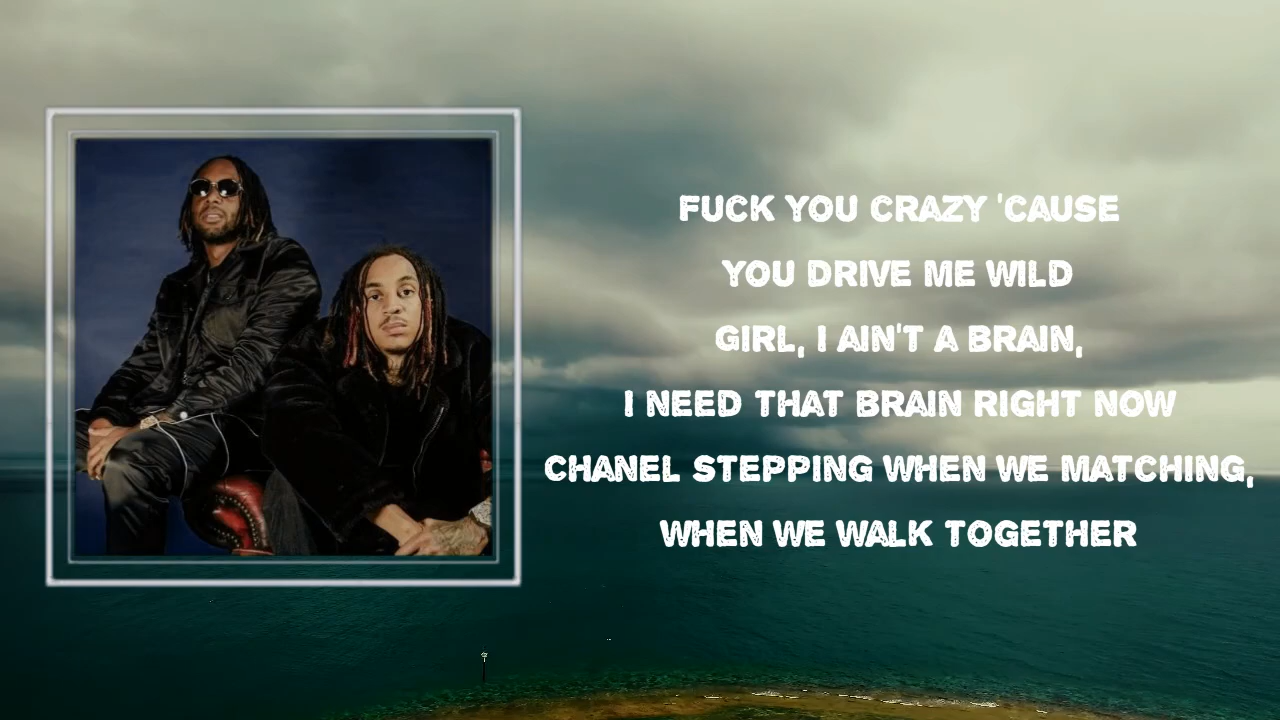 FUCK YOU CRAZY 'CAUSE
YOU DRIVE ME WILD
GIRL, I AIN'T A BRAIN,
I NEED THAT BRAIN RIGHT NOW
CHANEL STEPPING WHEN WE MATCHING,
WHEN WE WALK TOGETHER